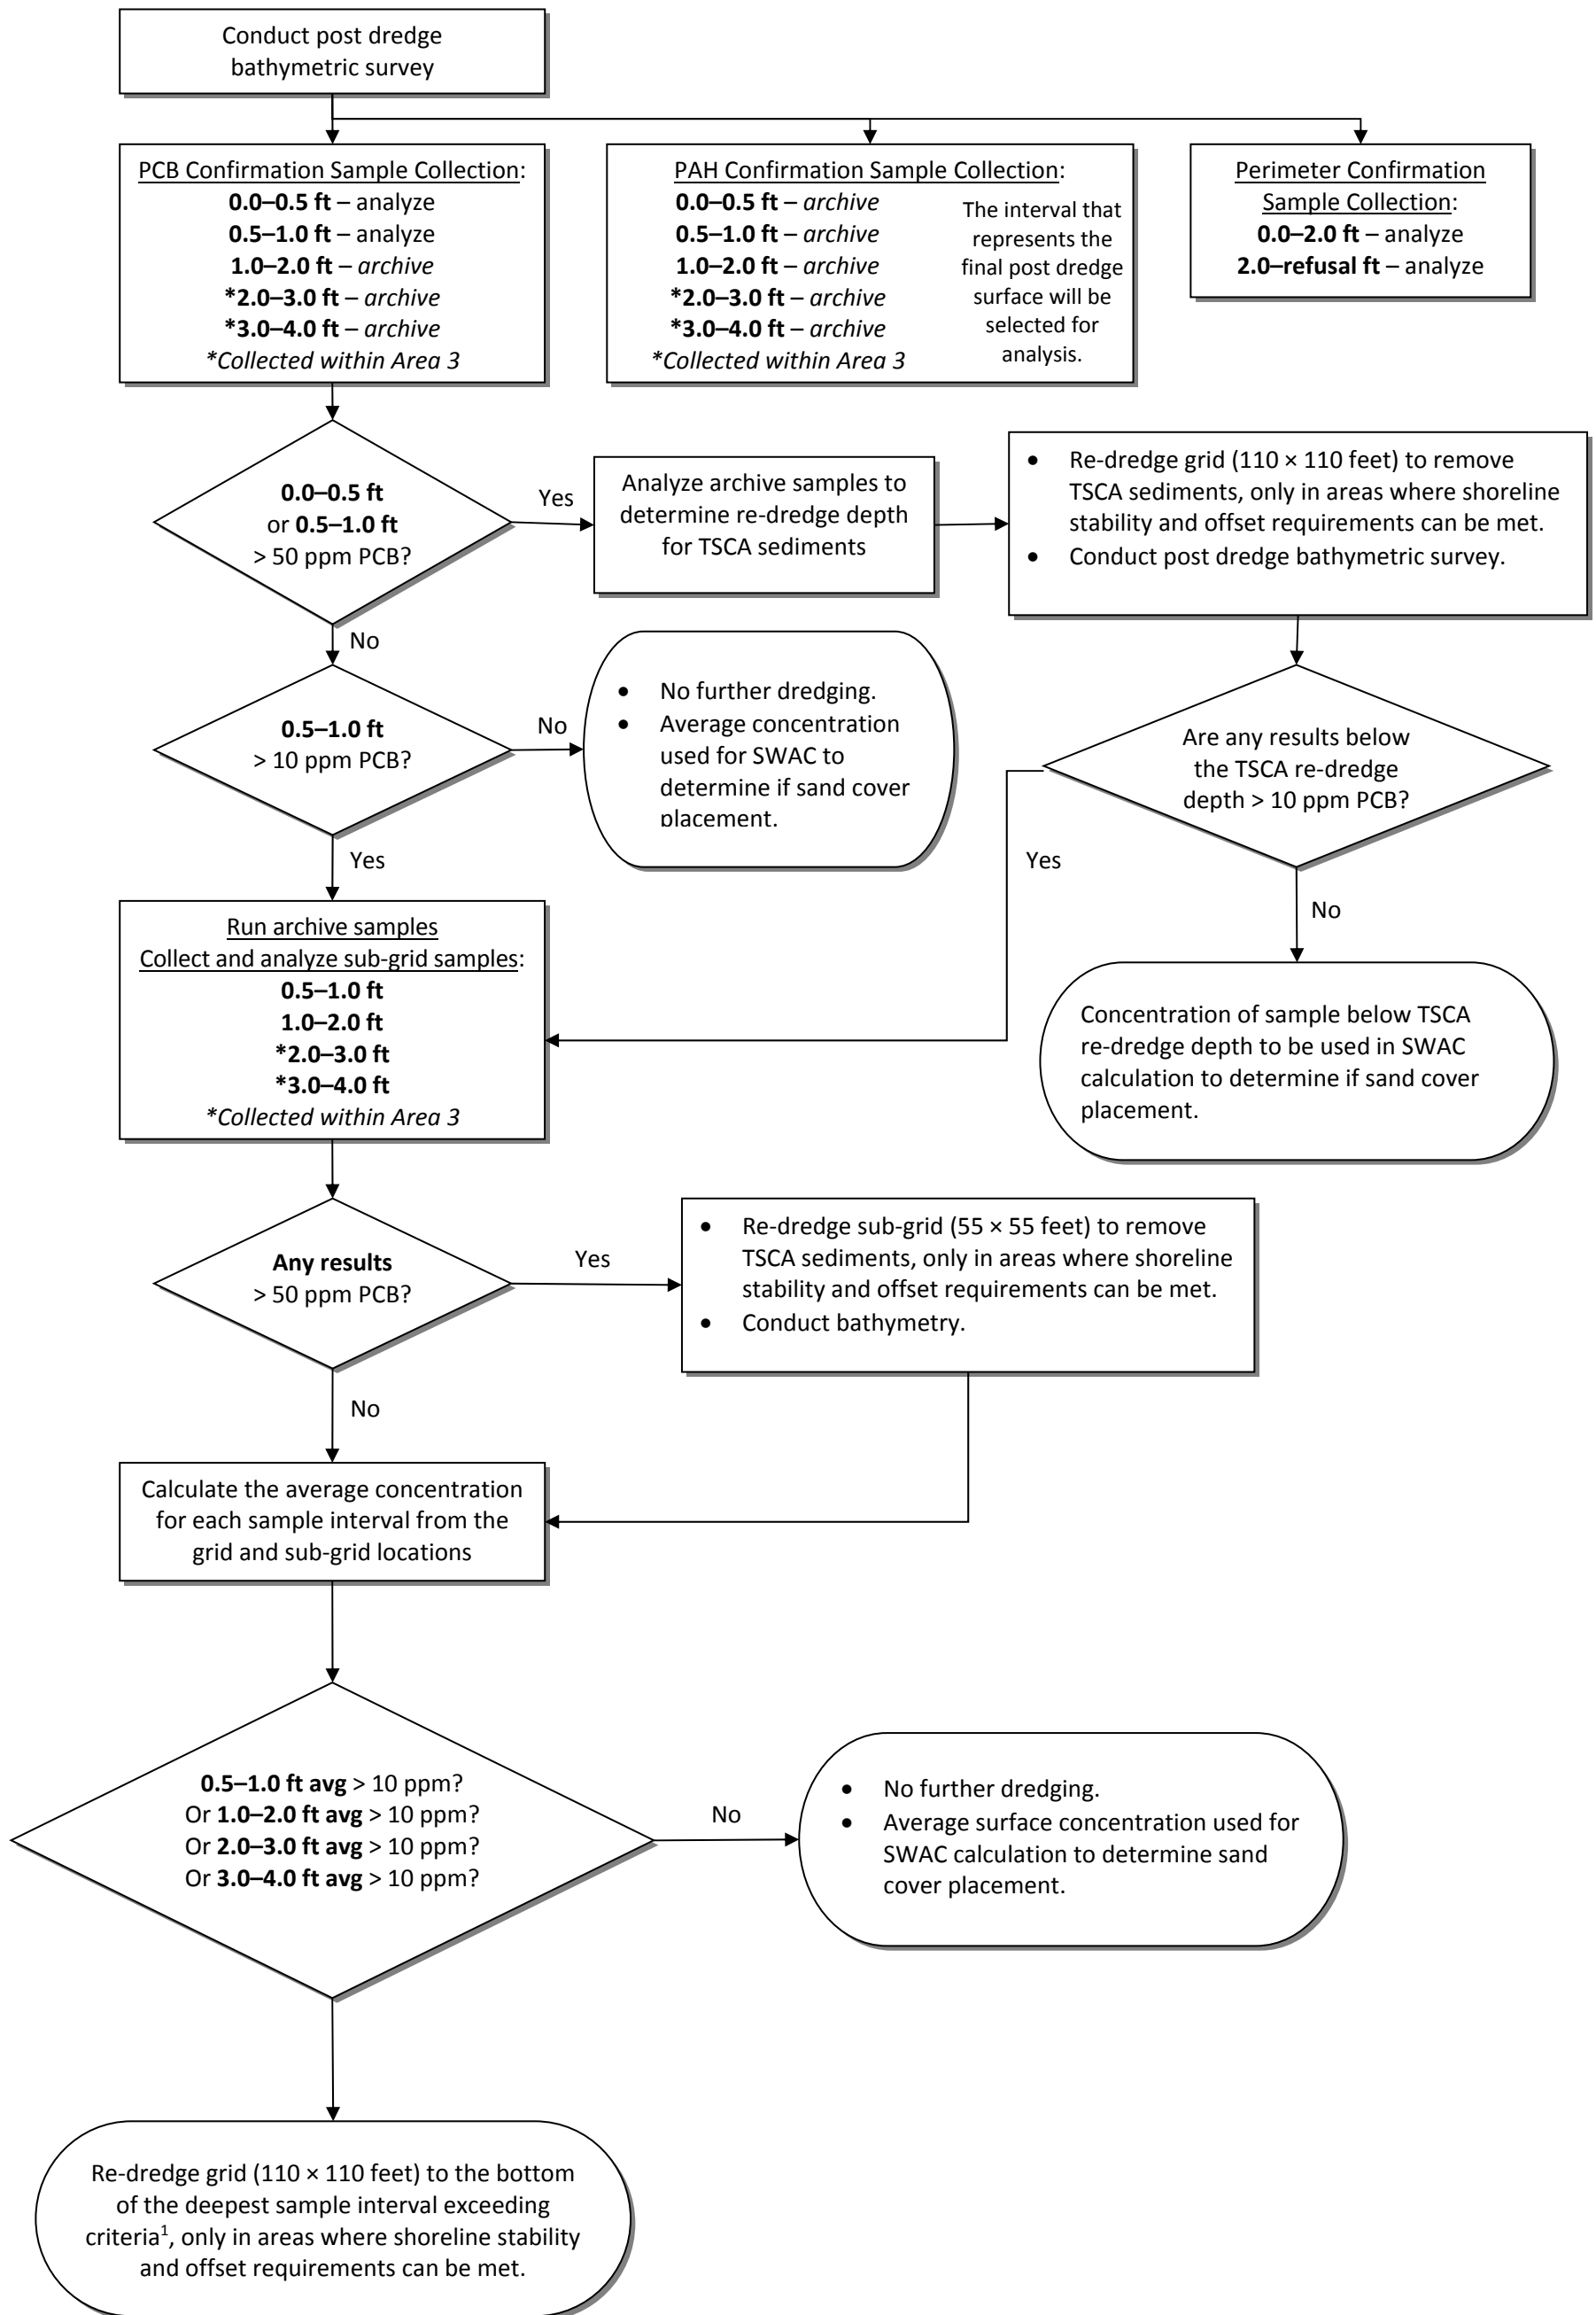 Conduct post dredge
bathymetric survey
PCB Confirmation Sample Collection:
0.0–0.5 ft – analyze
0.5–1.0 ft – analyze
1.0–2.0 ft – archive
*2.0–3.0 ft – archive
*3.0–4.0 ft – archive
*Collected within Area 3
PAH Confirmation Sample Collection:
0.0–0.5 ft – archive
0.5–1.0 ft – archive
1.0–2.0 ft – archive
*2.0–3.0 ft – archive
*3.0–4.0 ft – archive
*Collected within Area 3
The interval that
represents the
final post dredge
surface will be
selected for
analysis.
Perimeter Confirmation
Sample Collection:
0.0–2.0 ft – analyze
2.0–refusal ft – analyze
0.0–0.5 ft
or 0.5–1.0 ft
> 50 ppm PCB?
Yes
Analyze archive samples to
determine re-dredge depth
for TSCA sediments
• Re-dredge grid (110 × 110 feet) to remove
TSCA sediments, only in areas where shoreline
stability and offset requirements can be met.
• Conduct post dredge bathymetric survey.
No
0.5–1.0 ft
> 10 ppm PCB?
No
• No further dredging.
• Average concentration
used for SWAC to
determine if sand cover
placement.
Are any results below
the TSCA re-dredge
depth > 10 ppm PCB?
Yes
Yes
No
Run archive samples
Collect and analyze sub-grid samples:
0.5–1.0 ft
1.0–2.0 ft
*2.0–3.0 ft
*3.0–4.0 ft
*Collected within Area 3
Concentration of sample below TSCA
re-dredge depth to be used in SWAC
calculation to determine if sand cover
placement.
Any results
> 50 ppm PCB?
Yes
• Re-dredge sub-grid (55 × 55 feet) to remove
TSCA sediments, only in areas where shoreline
stability and offset requirements can be met.
• Conduct bathymetry.
No
Calculate the average concentration
for each sample interval from the
grid and sub-grid locations
0.5–1.0 ft avg > 10 ppm?
Or 1.0–2.0 ft avg > 10 ppm?
Or 2.0–3.0 ft avg > 10 ppm?
Or 3.0–4.0 ft avg > 10 ppm?
No
• No further dredging.
• Average surface concentration used for
SWAC calculation to determine sand
cover placement.
Re-dredge grid (110 × 110 feet) to the bottom
of the deepest sample interval exceeding
criteria¹, only in areas where shoreline stability
and offset requirements can be met.